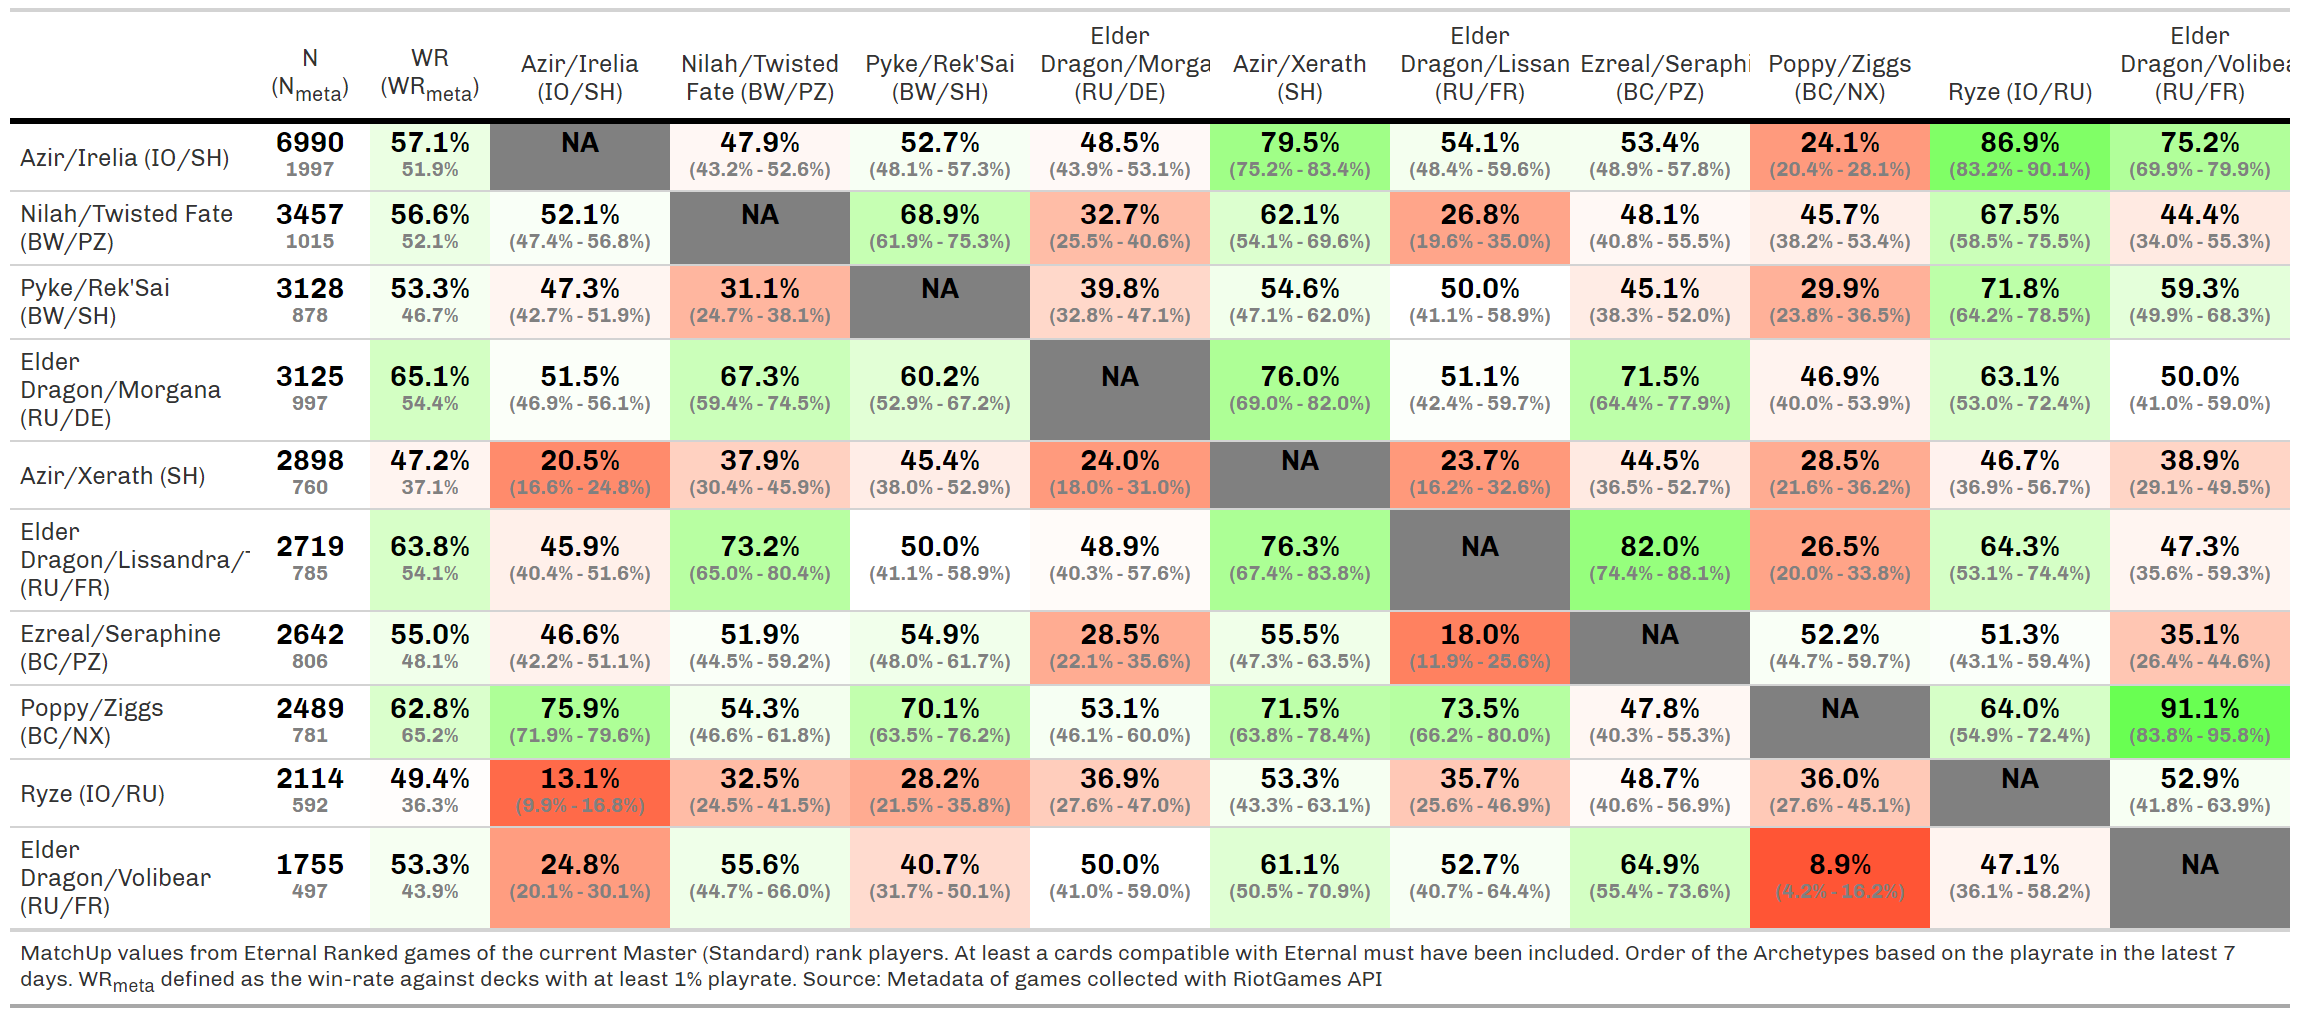 N (Nmeta) WR (WRmeta) Azir/Irelia (IO/SH) Nilah/Twisted Fate (BW/PZ) Pyke/Rek'Sai (BW/SH) Elder Dragon/Morga (RU/DE) Azir/Xerath (SH) Elder Dragon/Lissan (RU/FR) Ezreal/Seraphi (BC/PZ) Poppy/Ziggs (BC/NX) Ryze (IO/RU) Elder Dragon/Volibea (RU/FR)
Azir/Irelia (IO/SH) 6990 57.1% NA 47.9% 52.7% 48.5% 79.5% 54.1% 53.4% 24.1% 86.9% 75.2%
1997 51.9% (43.2% - 52.6%) (48.1% - 57.3%) (43.9% - 53.1%) (75.2% - 83.4%) (48.4% - 59.6%) (48.9% - 57.8%) (20.4% - 28.1%) (83.2% - 90.1%) (69.9% - 79.9%)
Nilah/Twisted Fate 3457 56.6% 52.1% NA 68.9% 32.7% 62.1% 26.8% 48.1% 45.7% 67.5% 44.4%
(BW/PZ) 1015 52.1% (47.4% - 56.8%) (61.9% - 75.3%) (25.5% - 40.6%) (54.1% - 69.6%) (19.6% - 35.0%) (40.8% - 55.5%) (38.2% - 53.4%) (58.5% - 75.5%) (34.0% - 55.3%)
Pyke/Rek'Sai 3128 53.3% 47.3% 31.1% NA 39.8% 54.6% 50.0% 45.1% 29.9% 71.8% 59.3%
(BW/SH) 878 46.7% (42.7% - 51.9%) (24.7% - 38.1%) (32.8% - 47.1%) (47.1% - 62.0%) (41.1% - 58.9%) (38.3% - 52.0%) (23.8% - 36.5%) (64.2% - 78.5%) (49.9% - 68.3%)
Elder
Dragon/Morgana 3125 65.1% 51.5% 67.3% 60.2% NA 76.0% 51.1% 71.5% 46.9% 63.1% 50.0%
(RU/DE) 997 54.4% (46.9% - 56.1%) (59.4% - 74.5%) (52.9% - 67.2%) (69.0% - 82.0%) (42.4% - 59.7%) (64.4% - 77.9%) (40.0% - 53.9%) (53.0% - 72.4%) (41.0% - 59.0%)
Azir/Xerath (SH) 2898 47.2% 20.5% 37.9% 45.4% 24.0% NA 23.7% 44.5% 28.5% 46.7% 38.9%
760 37.1% (16.6% - 24.8%) (30.4% - 45.9%) (38.0% - 52.9%) (18.0% - 31.0%) (16.2% - 32.6%) (36.5% - 52.7%) (21.6% - 36.2%) (36.9% - 56.7%) (29.1% - 49.5%)
Elder
Dragon/Lissandra/ 2719 63.8% 45.9% 73.2% 50.0% 48.9% 76.3% NA 82.0% 26.5% 64.3% 47.3%
(RU/FR) 785 54.1% (40.4% - 51.6%) (65.0% - 80.4%) (41.1% - 58.9%) (40.3% - 57.6%) (67.4% - 83.8%) (74.4% - 88.1%) (20.0% - 33.8%) (53.1% - 74.4%) (35.6% - 59.3%)
Ezreal/Seraphine 2642 55.0% 46.6% 51.9% 54.9% 28.5% 55.5% 18.0% NA 52.2% 51.3% 35.1%
(BC/PZ) 806 48.1% (42.2% - 51.1%) (44.5% - 59.2%) (48.0% - 61.7%) (22.1% - 35.6%) (47.3% - 63.5%) (11.9% - 25.6%) (44.7% - 59.7%) (43.1% - 59.4%) (26.4% - 44.6%)
Poppy/Ziggs 2489 62.8% 75.9% 54.3% 70.1% 53.1% 71.5% 73.5% 47.8% NA 64.0% 91.1%
(BC/NX) 781 65.2% (71.9% - 79.6%) (46.6% - 61.8%) (63.5% - 76.2%) (46.1% - 60.0%) (63.8% - 78.4%) (66.2% - 80.0%) (40.3% - 55.3%) (54.9% - 72.4%) (83.8% - 95.8%)
Ryze (IO/RU) 2114 49.4% 13.1% 32.5% 28.2% 36.9% 53.3% 35.7% 48.7% 36.0% NA 52.9%
592 36.3% (9.9% - 16.8%) (24.5% - 41.5%) (21.5% - 35.8%) (27.6% - 47.0%) (43.3% - 63.1%) (25.6% - 46.9%) (40.6% - 56.9%) (27.6% - 45.1%) (41.8% - 63.9%)
Elder
Dragon/Volibear 1755 53.3% 24.8% 55.6% 40.7% 50.0% 61.1% 52.7% 64.9% 8.9% 47.1% NA
(RU/FR) 497 43.9% (20.1% - 30.1%) (44.7% - 66.0%) (31.7% - 50.1%) (41.0% - 59.0%) (50.5% - 70.9%) (40.7% - 64.4%) (55.4% - 73.6%) (4.2% - 16.2%) (36.1% - 58.2%)
MatchUp values from Eternal Ranked games of the current Master (Standard) rank players. At least a cards compatible with Eternal must have been included. Order of the Archetypes based on the playrate in the latest 7
days. WRmeta defined as the win-rate against decks with at least 1% playrate. Source: Metadata of games collected with RiotGames API